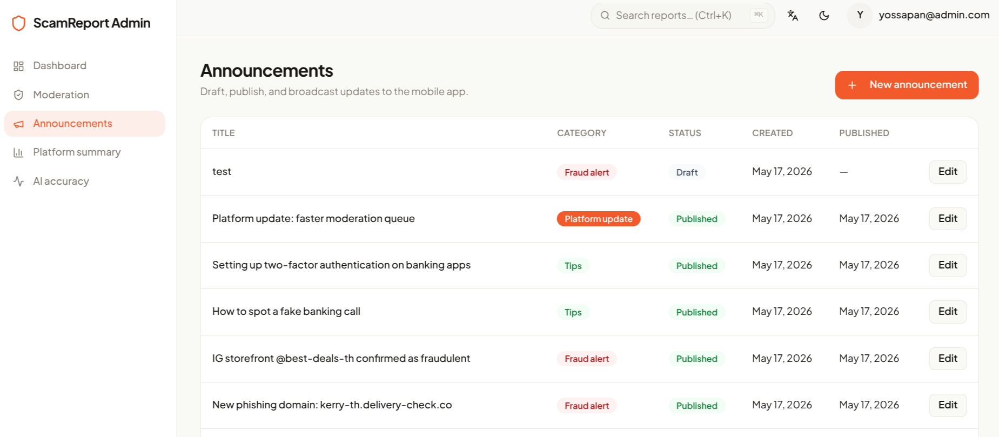 ScamReport Admin
Search reports... (Ctrl+K)
⌘K
Y
yossapan@admin.com
Dashboard
Moderation
Announcements
Platform summary
AI accuracy
Announcements
Draft, publish, and broadcast updates to the mobile app.
+ New announcement
TITLE CATEGORY STATUS CREATED PUBLISHED
test Fraud alert Draft May 17, 2026 — Edit
Platform update: faster moderation queue Platform update Published May 17, 2026 May 17, 2026 Edit
Setting up two-factor authentication on banking apps Tips Published May 17, 2026 May 17, 2026 Edit
How to spot a fake banking call Tips Published May 17, 2026 May 17, 2026 Edit
IG storefront @best-deals-th confirmed as fraudulent Fraud alert Published May 17, 2026 May 17, 2026 Edit
New phishing domain: kerry-th.delivery-check.co Fraud alert Published May 17, 2026 May 17, 2026 Edit